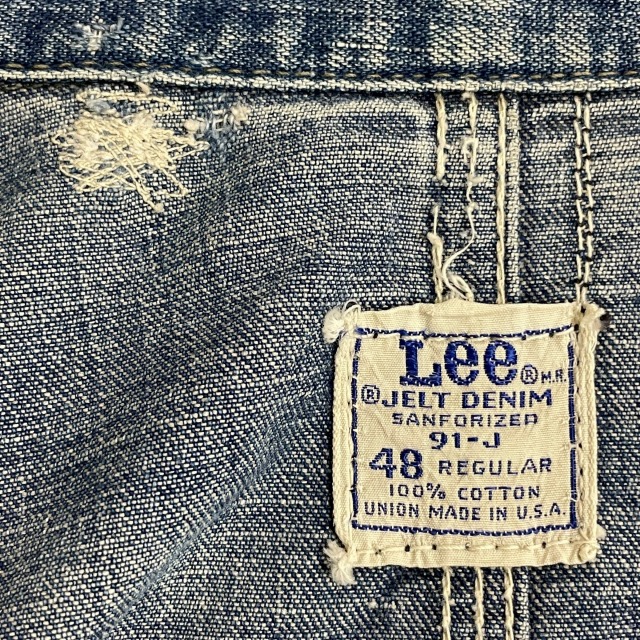 Lee ® M.R.
® JELT DENIM
SANFORIZED
91-J
48 REGULAR
100% COTTON
UNION MADE IN U.S.A.